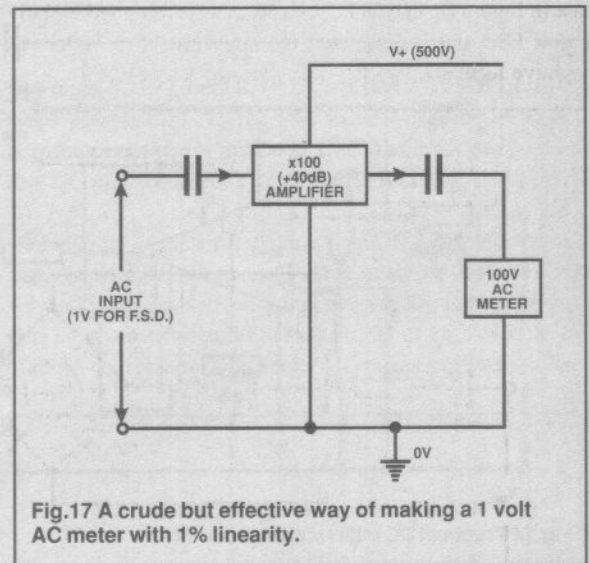 V+ (500V)
x100
(+40dB)
AMPLIFIER
AC
INPUT
(1V FOR F.S.D.)
100V
AC
METER
0V
Fig.17 A crude but effective way of making a 1 volt
AC meter with 1% linearity.